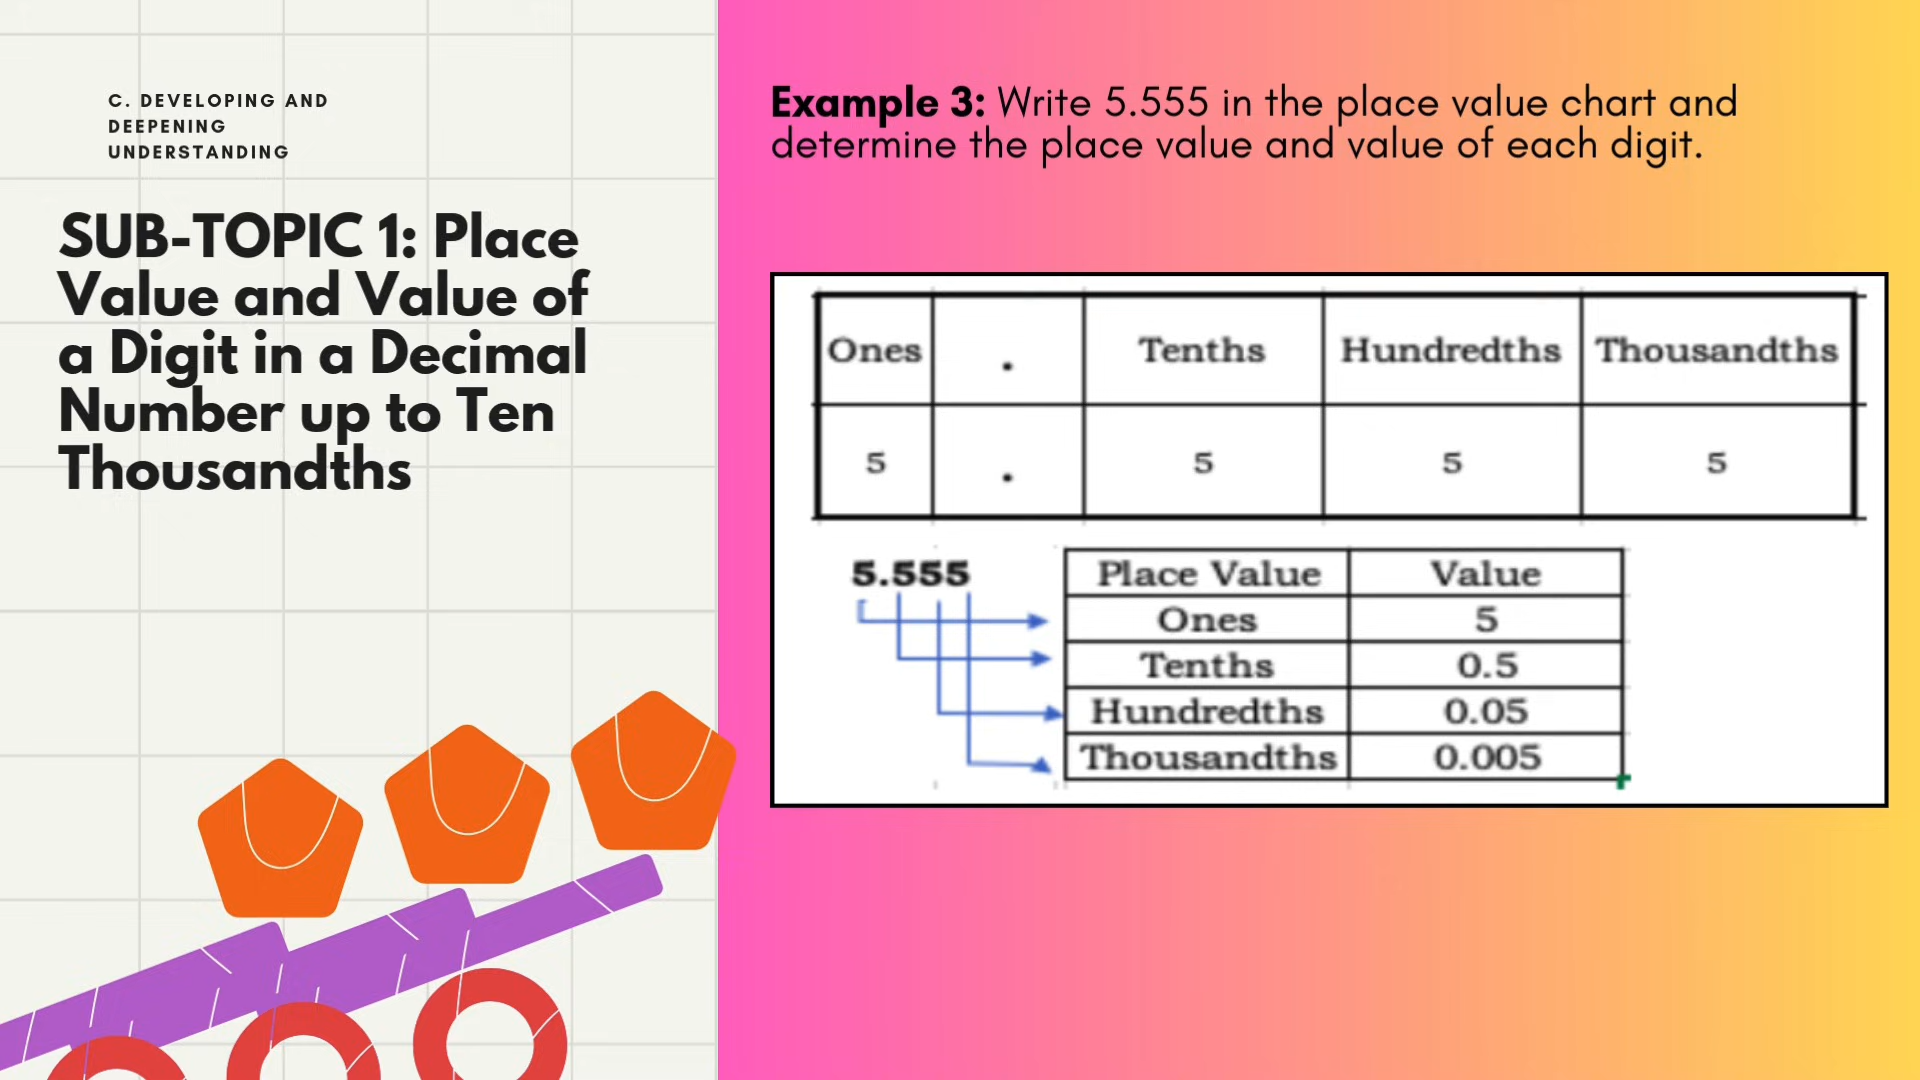 C. DEVELOPING AND
DEEPENING
UNDERSTANDING
SUB-TOPIC 1: Place
Value and Value of
a Digit in a Decimal
Number up to Ten
Thousandths
Example 3: Write 5.555 in the place value chart and
determine the place value and value of each digit.
Ones . Tenths Hundredths Thousandths
5 . 5 5 5
5.555
Place Value Value
Ones 5
Tenths 0.5
Hundredths 0.05
Thousandths 0.005